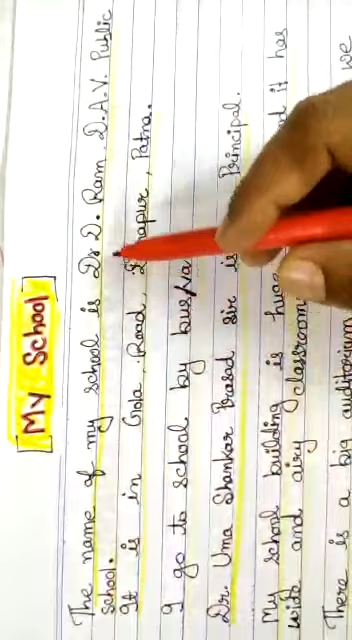 [My School]
The name of my school is Dr. D. Ram D.A.V. Public
school.
It is in Gola Road, Patna.
I go to school by bus/va
Dr. Uma Shankar Prasad sir is Principal.
My school building is huge and it has
wide and airy classrooms
There is a big auditorium we